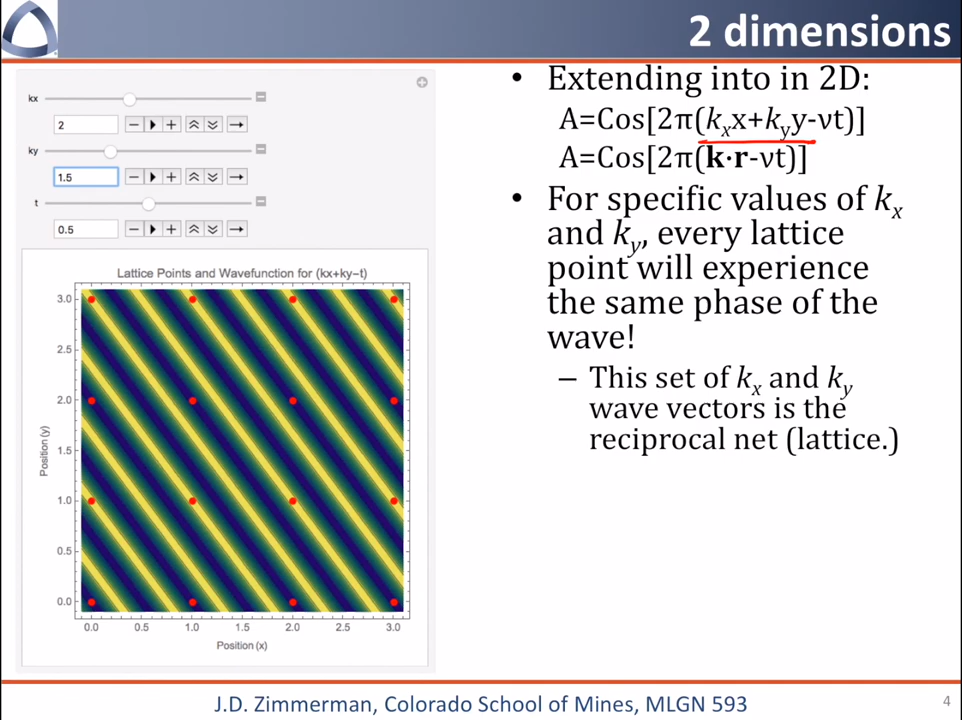 2 dimensions
kx
2
ky
1.5
t
0.5
Lattice Points and Wavefunction for (kx+ky−t)
3.0
2.5
2.0
1.5
1.0
0.5
0.0
Position (y)
0.0 0.5 1.0 1.5 2.0 2.5 3.0
Position (x)
• Extending into in 2D:
A=Cos[2π(kₓx+k_yy-νt)]
A=Cos[2π(k·r-νt)]
• For specific values of kₓ
and k_y, every lattice
point will experience
the same phase of the
wave!
– This set of kₓ and k_y
wave vectors is the
reciprocal net (lattice.)
J.D. Zimmerman, Colorado School of Mines, MLGN 593
4